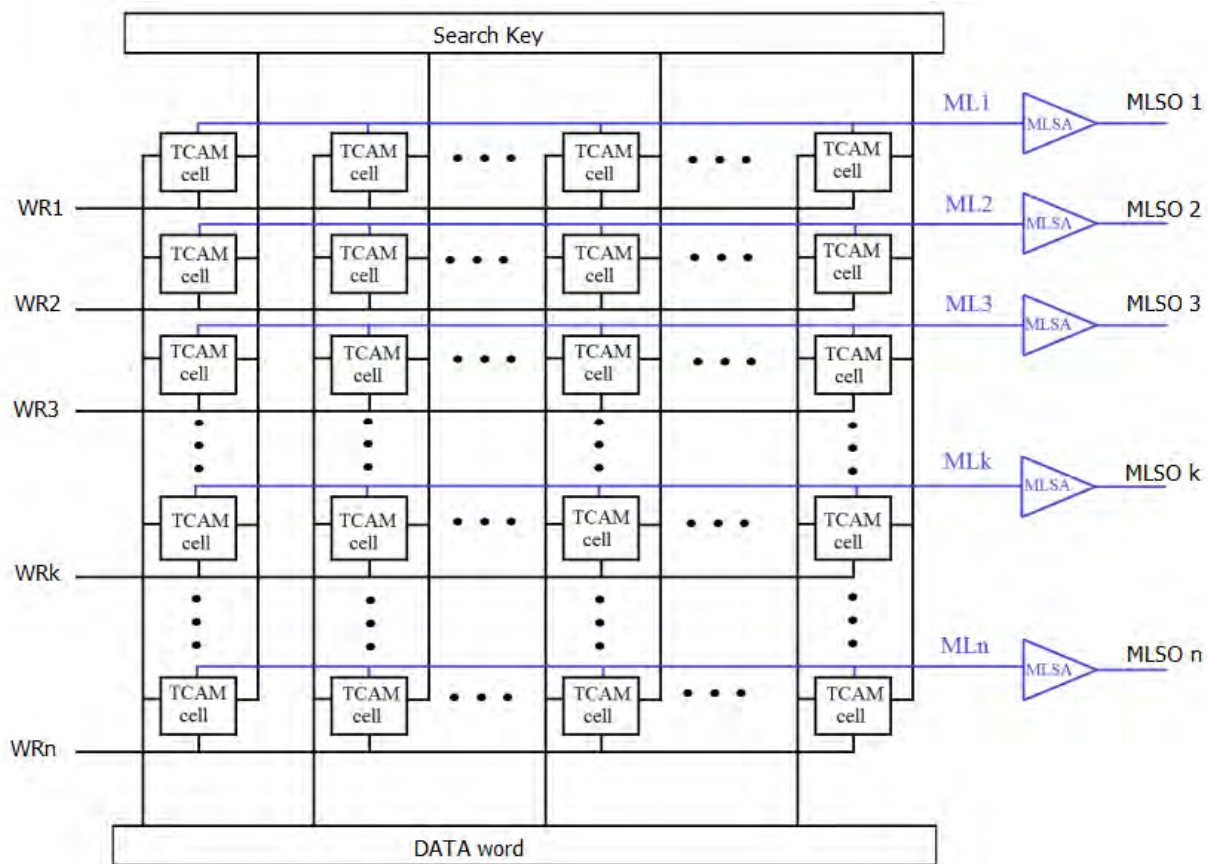 Search Key
ML1 MLSA MLSO 1
TCAM cell TCAM cell TCAM cell TCAM cell
WR1
ML2 MLSA MLSO 2
TCAM cell TCAM cell TCAM cell TCAM cell
WR2
ML3 MLSA MLSO 3
TCAM cell TCAM cell TCAM cell TCAM cell
WR3
MLk MLSA MLSO k
TCAM cell TCAM cell TCAM cell TCAM cell
WRk
MLn MLSA MLSO n
TCAM cell TCAM cell TCAM cell TCAM cell
WRn
DATA word